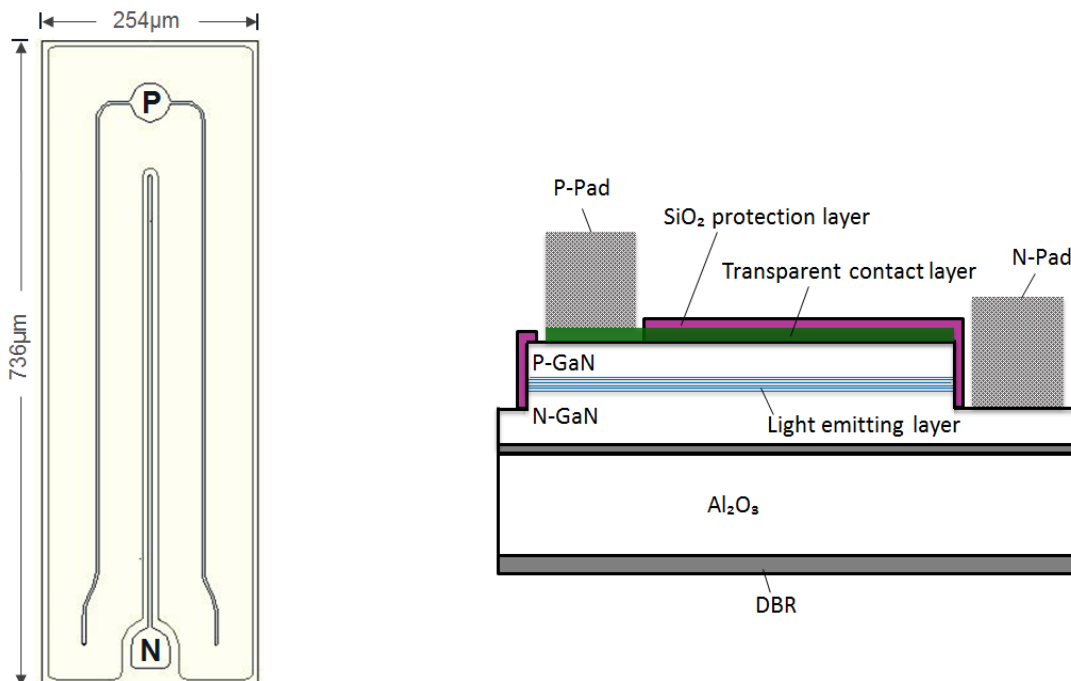 254µm
736µm
P
N
P-Pad
SiO₂ protection layer
Transparent contact layer
N-Pad
P-GaN
N-GaN
Light emitting layer
Al₂O₃
DBR